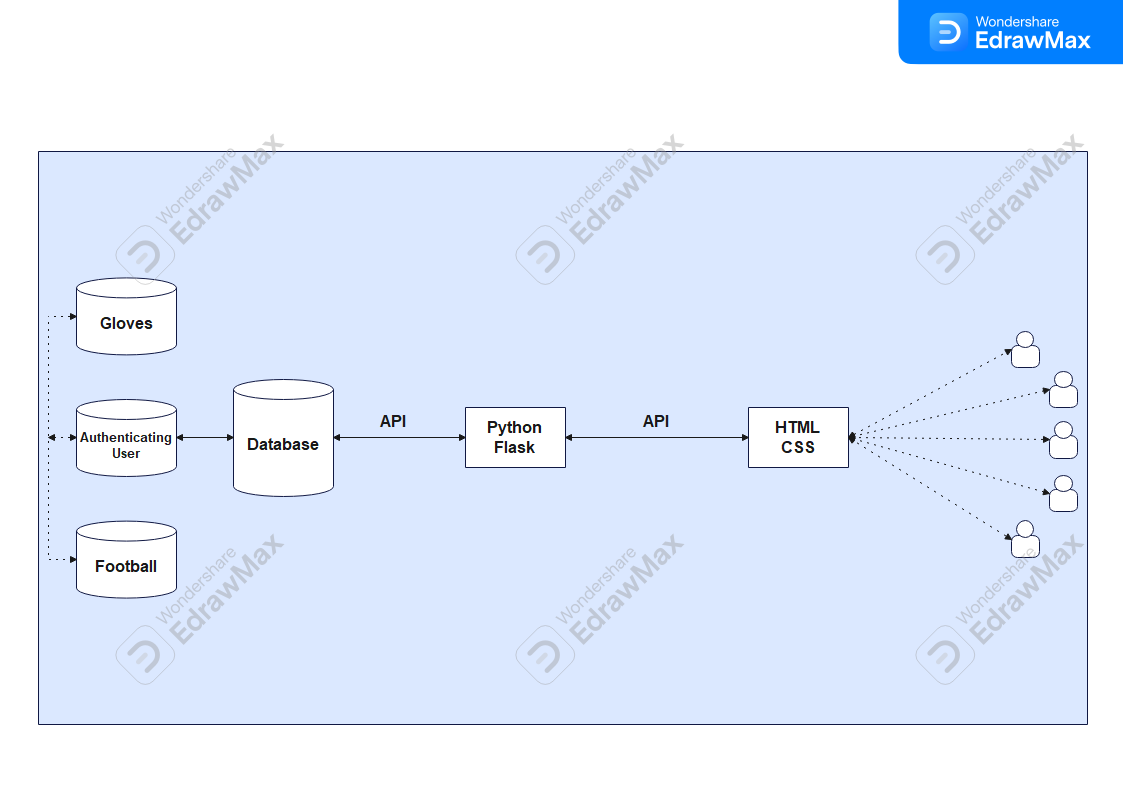 Wondershare
EdrawMax
Wondershare
EdrawMax
Wondershare
EdrawMax
Wondershare
EdrawMax
Gloves
Authenticating
User
Database
API
Python
Flask
API
HTML
CSS
Football
Wondershare
EdrawMax
Wondershare
EdrawMax
Wondershare
EdrawMax